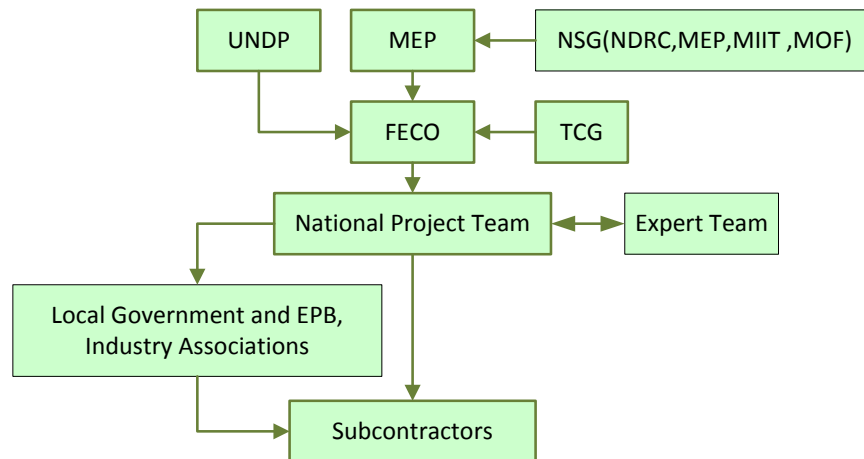 UNDP
MEP
NSG(NDRC,MEP,MIIT ,MOF)
FECO
TCG
National Project Team
Expert Team
Local Government and EPB,
Industry Associations
Subcontractors